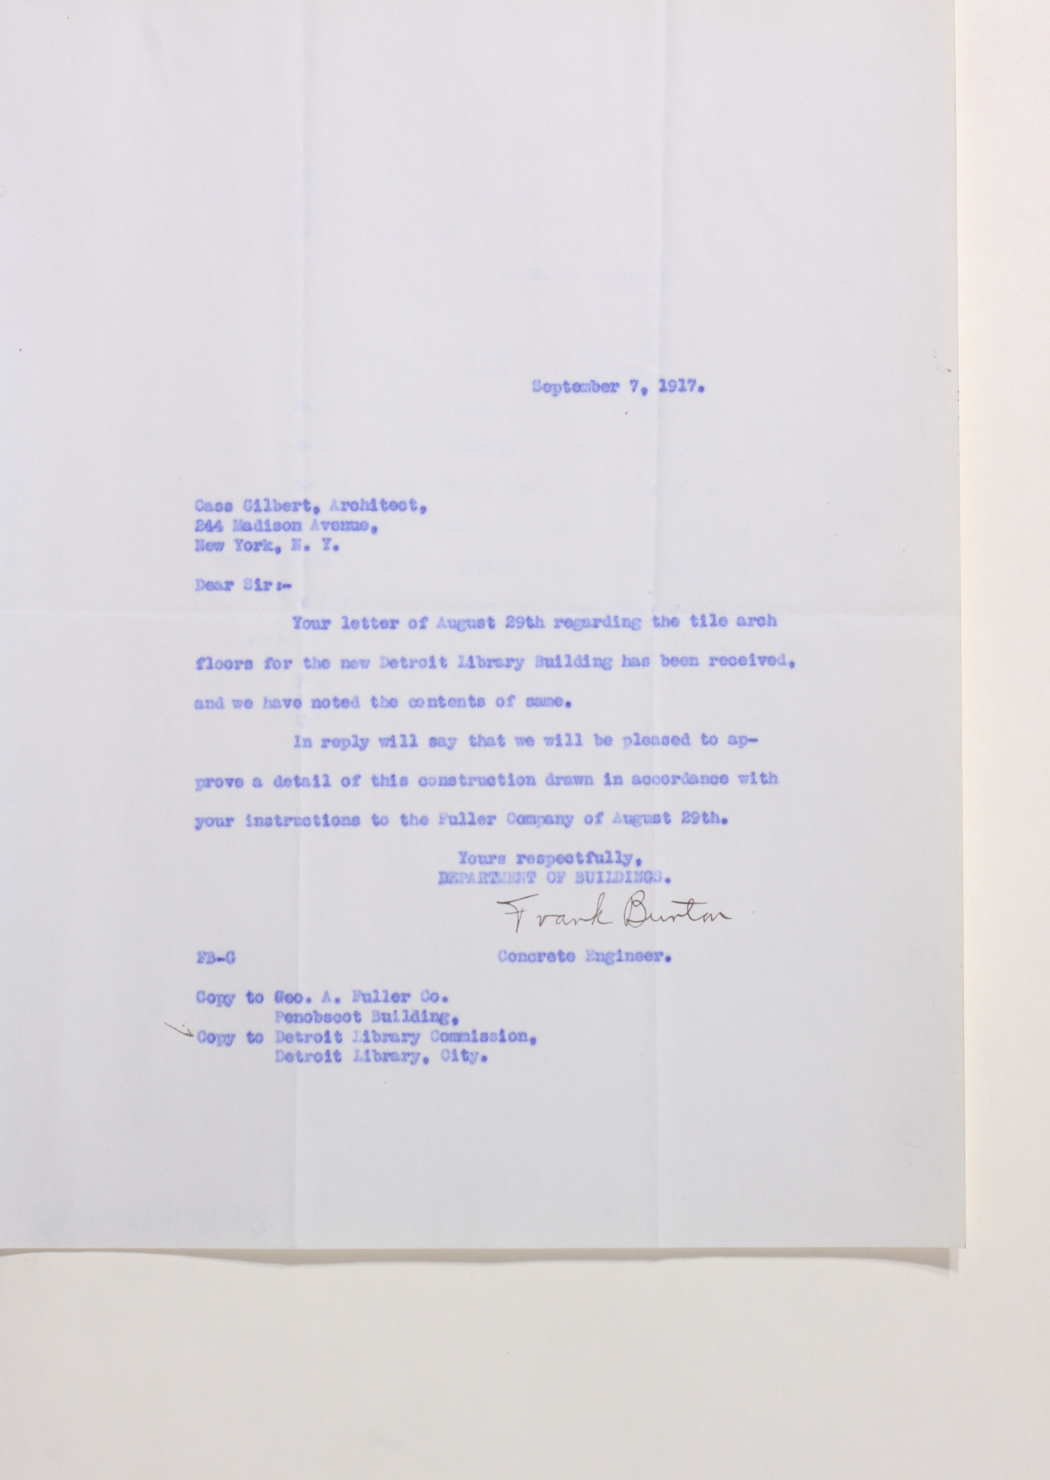 September 7, 1917.
Cass Gilbert, Architect,
244 Madison Avenue,
New York, N. Y.
Dear Sir:-
Your letter of August 29th regarding the tile arch
floors for the new Detroit Library Building has been received,
and we have noted the contents of same.
In reply will say that we will be pleased to ap-
prove a detail of this construction drawn in accordance with
your instructions to the Fuller Company of August 29th.
Yours respectfully,
DEPARTMENT OF BUILDINGS.
Frank Burton
FB-G Concrete Engineer.
Copy to Geo. A. Fuller Co.
Penobscot Building,
Copy to Detroit Library Commission,
Detroit Library, City.